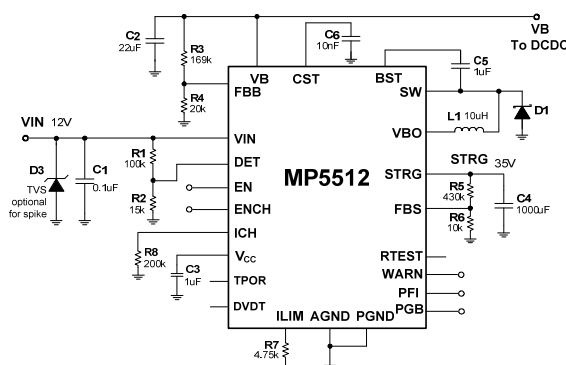 C2
22uF
R3
169k
R4
20k
C6
10nF
VB
To DCDC
C5
1uF
VB
CST
BST
FBB
SW
L1 10uH
D1
VIN 12V
VIN
VBO
R1
100k
DET
MP5512
STRG 35V
STRG
D3
TVS
optional
for spike
C1
0.1uF
R2
15k
EN
ENCH
R5
430k
FBS
R6
10k
C4
1000uF
ICH
R8
200k
VCC
C3
1uF
RTEST
WARN
TPOR
PFI
DVDT
PGB
ILIM
AGND
PGND
R7
4.75k